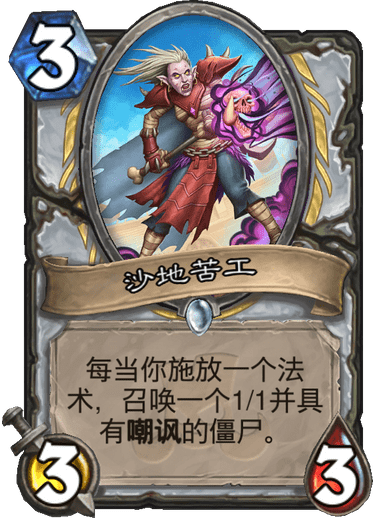 3
沙地苦工
每当你施放一个法
术，召唤一个1/1并具
有嘲讽的僵尸。
3
3